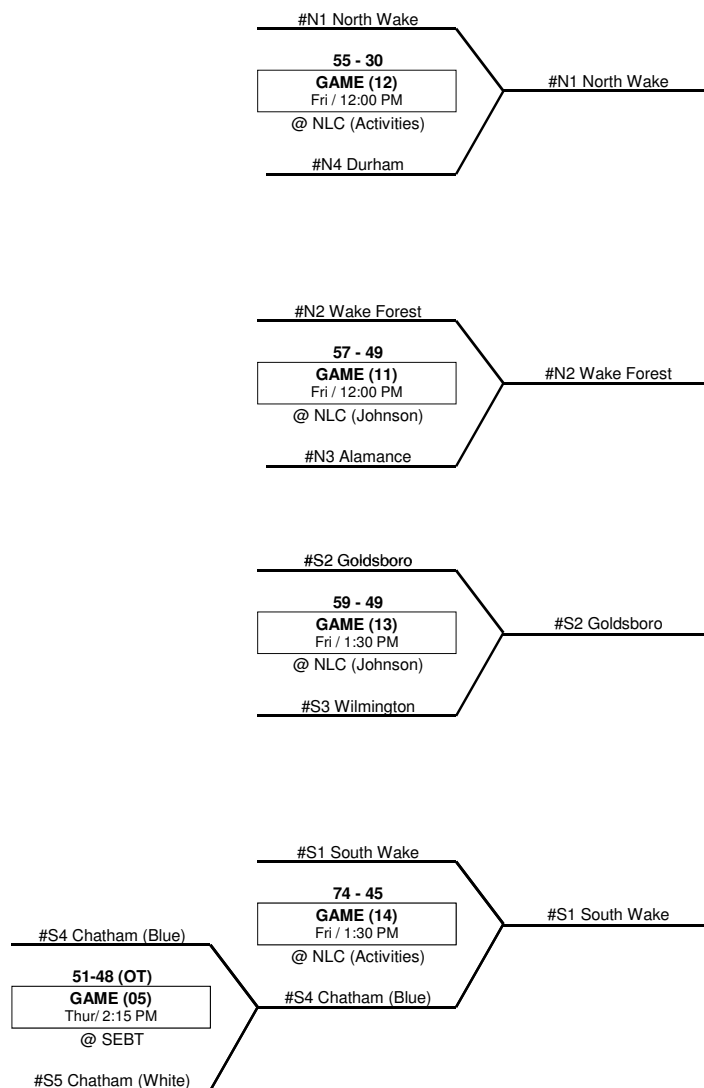 #N1 North Wake
55 - 30
GAME (12)
Fri / 12:00 PM
@ NLC (Activities)
#N4 Durham
#N1 North Wake
#N2 Wake Forest
57 - 49
GAME (11)
Fri / 12:00 PM
@ NLC (Johnson)
#N3 Alamance
#N2 Wake Forest
#S2 Goldsboro
59 - 49
GAME (13)
Fri / 1:30 PM
@ NLC (Johnson)
#S3 Wilmington
#S2 Goldsboro
#S1 South Wake
74 - 45
GAME (14)
Fri / 1:30 PM
@ NLC (Activities)
#S4 Chatham (Blue)
#S1 South Wake
#S4 Chatham (Blue)
51-48 (OT)
GAME (05)
Thur/ 2:15 PM
@ SEBT
#S5 Chatham (White)